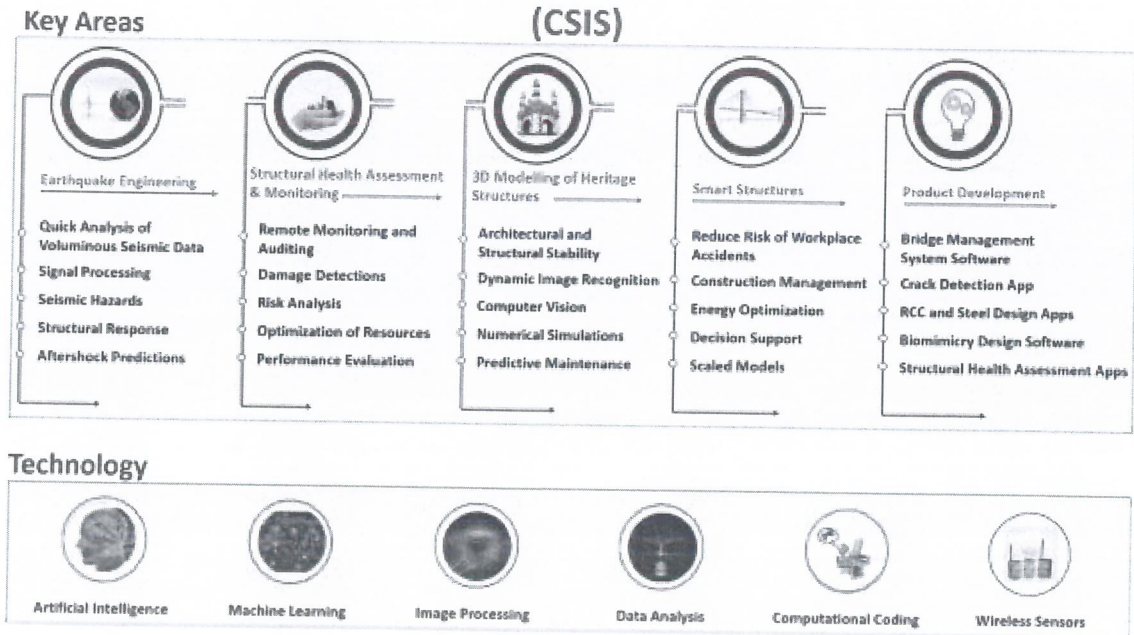 Key Areas
(CSIS)
Earthquake Engineering
Quick Analysis of
Voluminous Seismic Data
Signal Processing
Seismic Hazards
Structural Response
Aftershock Predictions
Structural Health Assessment
& Monitoring
Remote Monitoring and
Auditing
Damage Detections
Risk Analysis
Optimization of Resources
Performance Evaluation
3D Modelling of Heritage
Structures
Architectural and
Structural Stability
Dynamic Image Recognition
Computer Vision
Numerical Simulations
Predictive Maintenance
Smart Structures
Reduce Risk of Workplace
Accidents
Construction Management
Energy Optimization
Decision Support
Scaled Models
Product Development
Bridge Management
System Software
Crack Detection App
RCC and Steel Design Apps
Biomimicry Design Software
Structural Health Assessment Apps
Technology
Artificial Intelligence
Machine Learning
Image Processing
Data Analysis
Computational Coding
Wireless Sensors